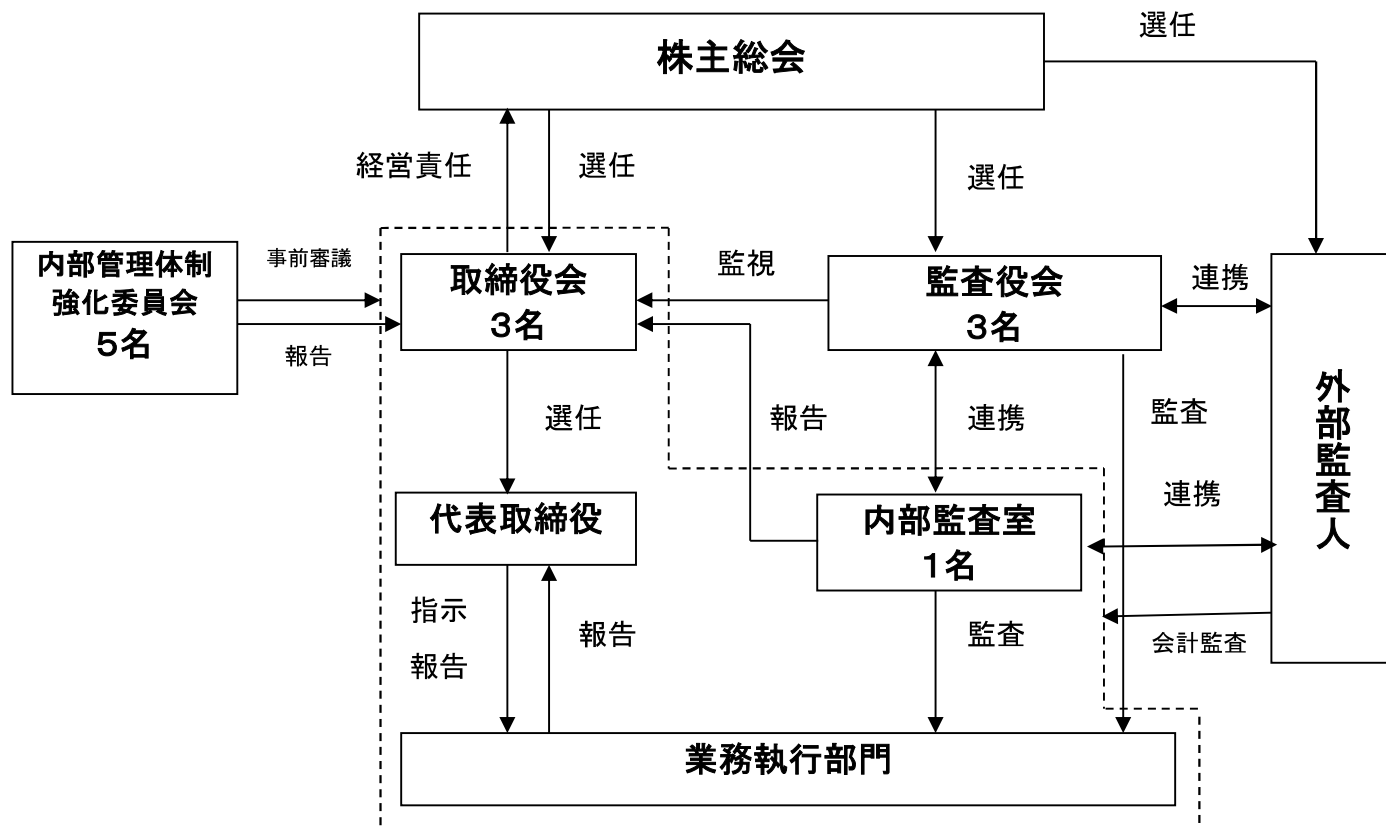 選任
株主総会
経営責任
選任
選任
内部管理体制
強化委員会
５名
事前審議
報告
取締役会
３名
監視
監査役会
３名
連携
外部監査人
選任
報告
連携
監査
連携
代表取締役
内部監査室
１名
指示
報告
報告
監査
会計監査
業務執行部門